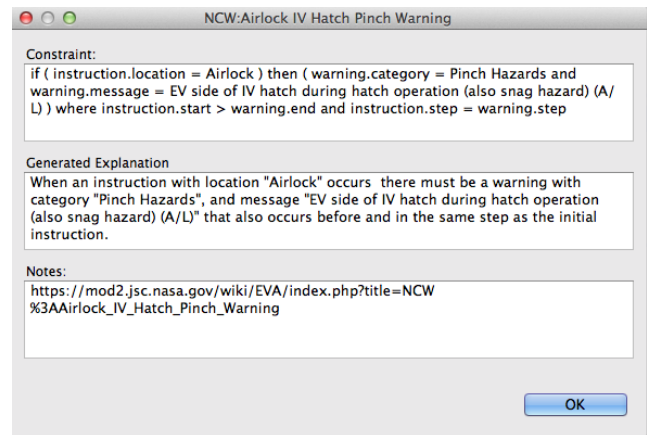 NCW:Airlock IV Hatch Pinch Warning
Constraint:
if ( instruction.location = Airlock ) then ( warning.category = Pinch Hazards and
warning.message = EV side of IV hatch during hatch operation (also snag hazard) (A/
L) ) where instruction.start > warning.end and instruction.step = warning.step
Generated Explanation
When an instruction with location "Airlock" occurs  there must be a warning with
category "Pinch Hazards", and message "EV side of IV hatch during hatch operation
(also snag hazard) (A/L)" that also occurs before and in the same step as the initial
instruction.
Notes:
https://mod2.jsc.nasa.gov/wiki/EVA/index.php?title=NCW
%3AAirlock_IV_Hatch_Pinch_Warning
OK